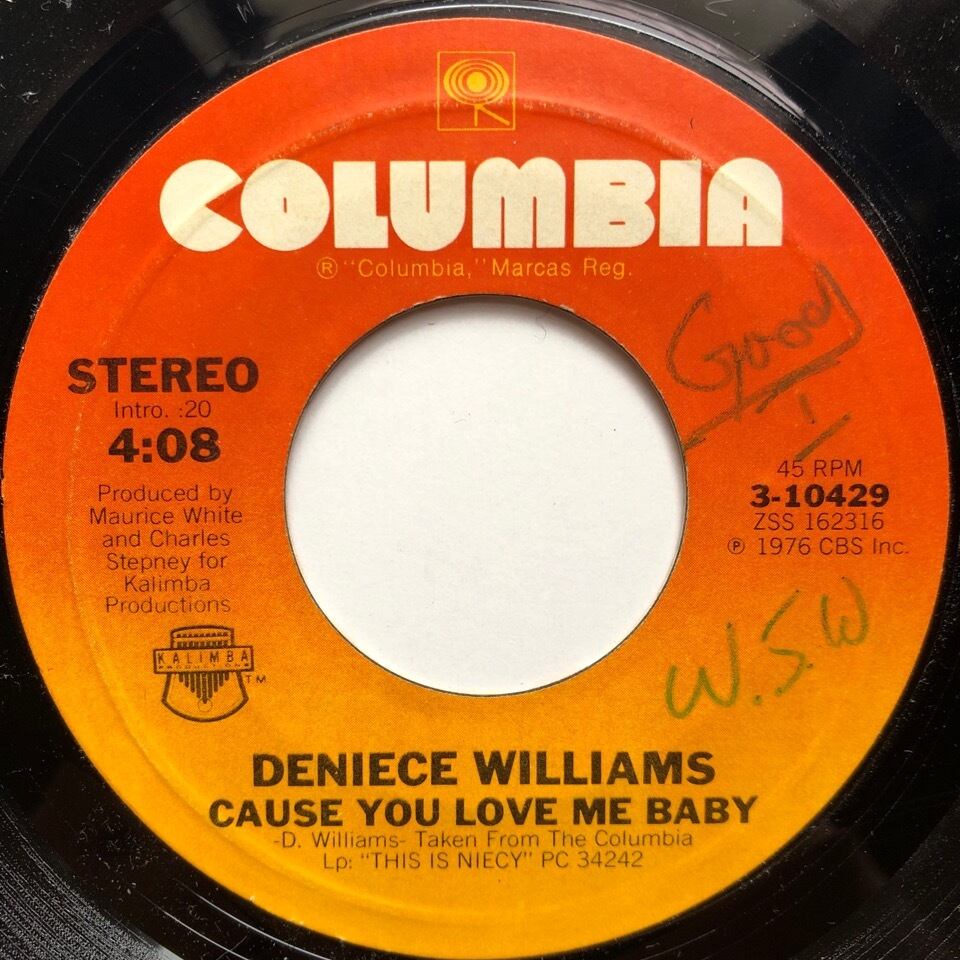 COLUMBIA
®"Columbia," Marcas Reg.
Good
STEREO
Intro. :20
4:08
Produced by
Maurice White
and Charles
Stepney for
Kalimba
Productions
KALIMBA
PRODUCTIONS
TM
45 RPM
3-10429
ZSS 162316
℗ 1976 CBS Inc.
W.S.W
DENIECE WILLIAMS
CAUSE YOU LOVE ME BABY
-D. Williams- Taken From The Columbia
Lp: "THIS IS NIECY" PC 34242